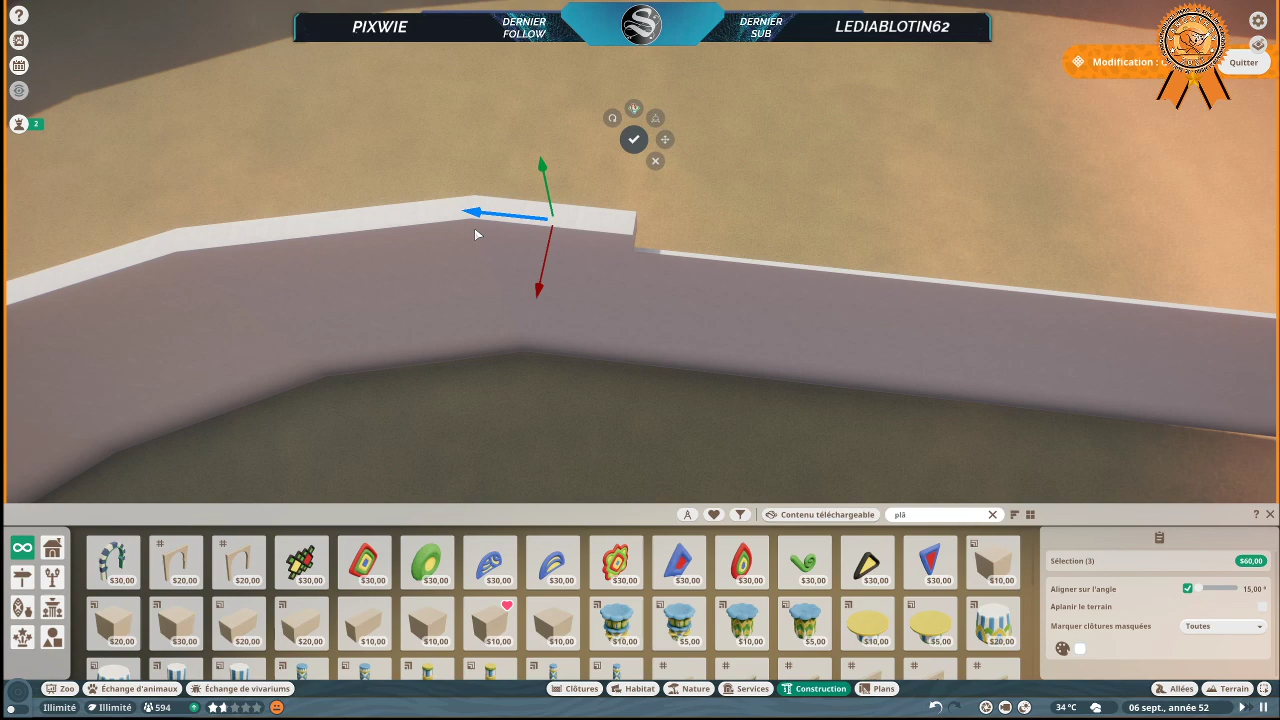 PIXWIE
DERNIER
FOLLOW
DERNIER
SUB
LEDIABLOTIN62
Modification :
Quitter
2
Contenu téléchargeable
plâ
$30,00
$20,00
$20,00
$30,00
$30,00
$30,00
$30,00
$30,00
$30,00
$30,00
$30,00
$30,00
$30,00
$30,00
$10,00
$20,00
$30,00
$20,00
$20,00
$10,00
$10,00
$10,00
$10,00
$10,00
$5,00
$10,00
$5,00
$10,00
$5,00
$20,00
Sélection (3)
$60,00
Aligner sur l'angle
15,00 °
Aplanir le terrain
Marquer clôtures masquées
Toutes
Zoo
Échange d'animaux
Échange de vivariums
Clôtures
Habitat
Nature
Services
Construction
Plans
Allées
Terrain
Illimité
Illimité
594
34 °C
06 sept., année 52